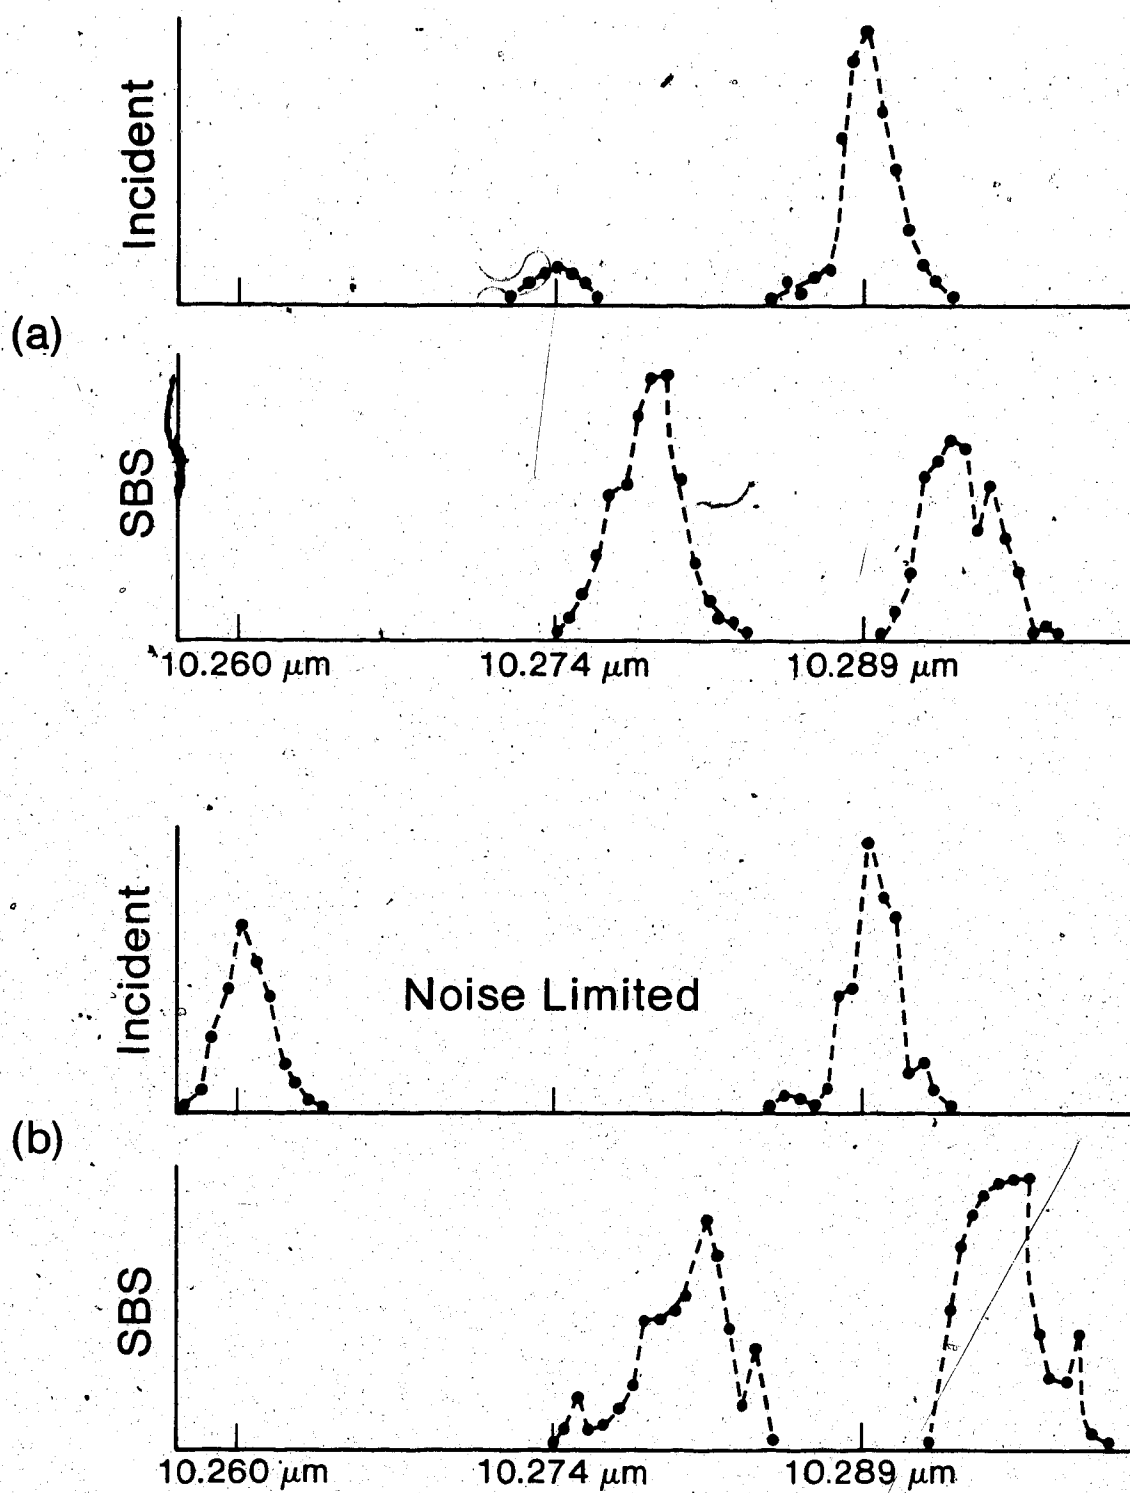 Incident
(a)
SBS
10.260 μm 10.274 μm 10.289 μm
Incident
Noise Limited
(b)
SBS
10.260 μm 10.274 μm 10.289 μm